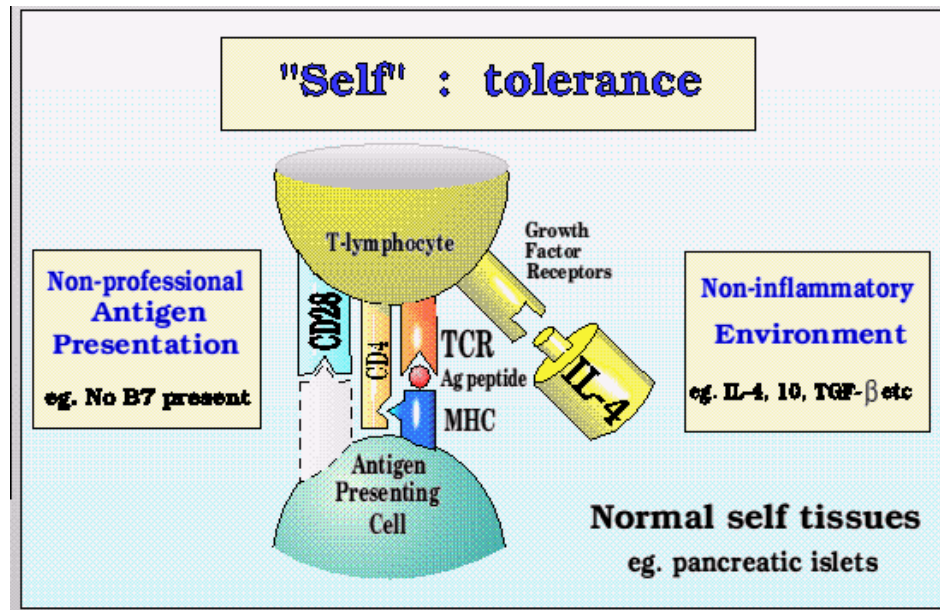 "Self" : tolerance
T-lymphocyte
Growth
Factor
Receptors
Non-professional
Antigen
Presentation
eg. No B7 present
CD28
CD4
TCR
Ag peptide
MHC
IL-4
Non-inflammatory
Environment
eg. IL-4, 10, TGF-β etc
Antigen
Presenting
Cell
Normal self tissues
eg. pancreatic islets